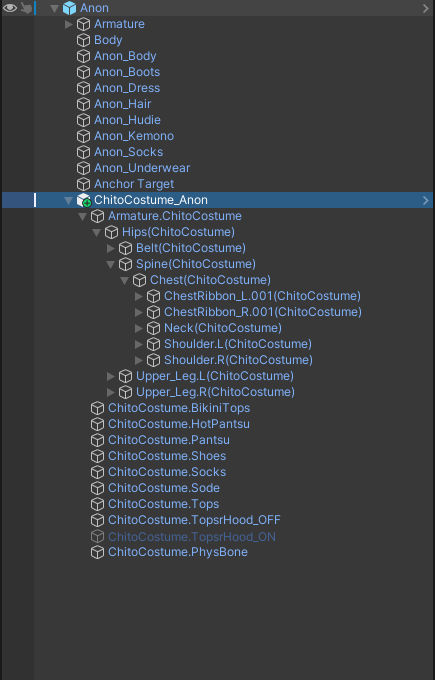 Anon
Armature
Body
Anon_Body
Anon_Boots
Anon_Dress
Anon_Hair
Anon_Hudie
Anon_Kemono
Anon_Socks
Anon_Underwear
Anchor Target
ChitoCostume_Anon
Armature.ChitoCostume
Hips(ChitoCostume)
Belt(ChitoCostume)
Spine(ChitoCostume)
Chest(ChitoCostume)
ChestRibbon_L.001(ChitoCostume)
ChestRibbon_R.001(ChitoCostume)
Neck(ChitoCostume)
Shoulder.L(ChitoCostume)
Shoulder.R(ChitoCostume)
Upper_Leg.L(ChitoCostume)
Upper_Leg.R(ChitoCostume)
ChitoCostume.BikiniTops
ChitoCostume.HotPantsu
ChitoCostume.Pantsu
ChitoCostume.Shoes
ChitoCostume.Socks
ChitoCostume.Sode
ChitoCostume.Tops
ChitoCostume.TopsrHood_OFF
ChitoCostume.TopsrHood_ON
ChitoCostume.PhysBone